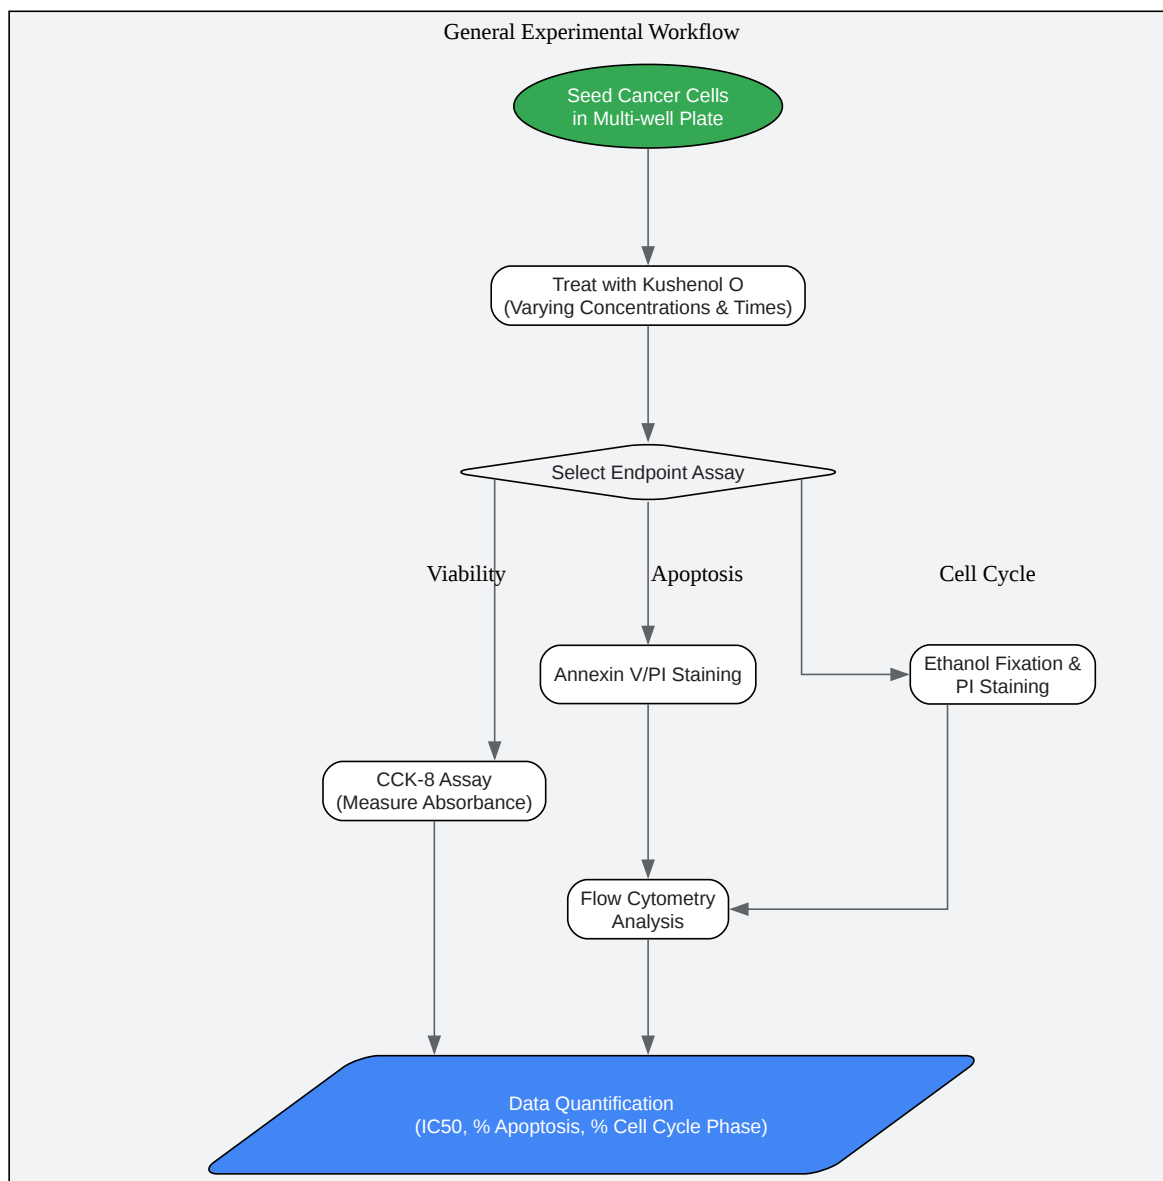 General Experimental Workflow
Seed Cancer Cells
in Multi-well Plate
Treat with Kushenol O
(Varying Concentrations & Times)
Select Endpoint Assay
Viability
Apoptosis
Cell Cycle
Annexin V/PI Staining
Ethanol Fixation &
PI Staining
CCK-8 Assay
(Measure Absorbance)
Flow Cytometry
Analysis
Data Quantification
(IC50, % Apoptosis, % Cell Cycle Phase)